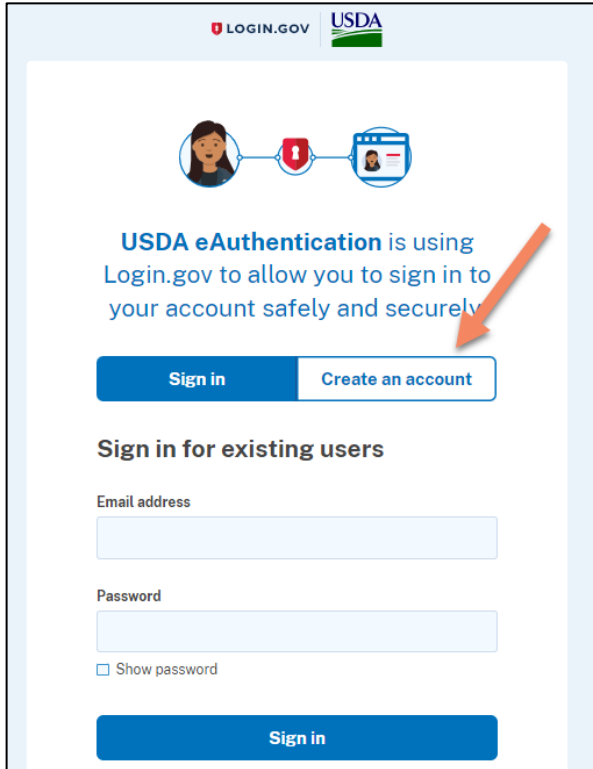 LOGIN.GOV USDA
USDA eAuthentication is using
Login.gov to allow you to sign in to
your account safely and securely
Sign in Create an account
Sign in for existing users
Email address
Password
Show password
Sign in